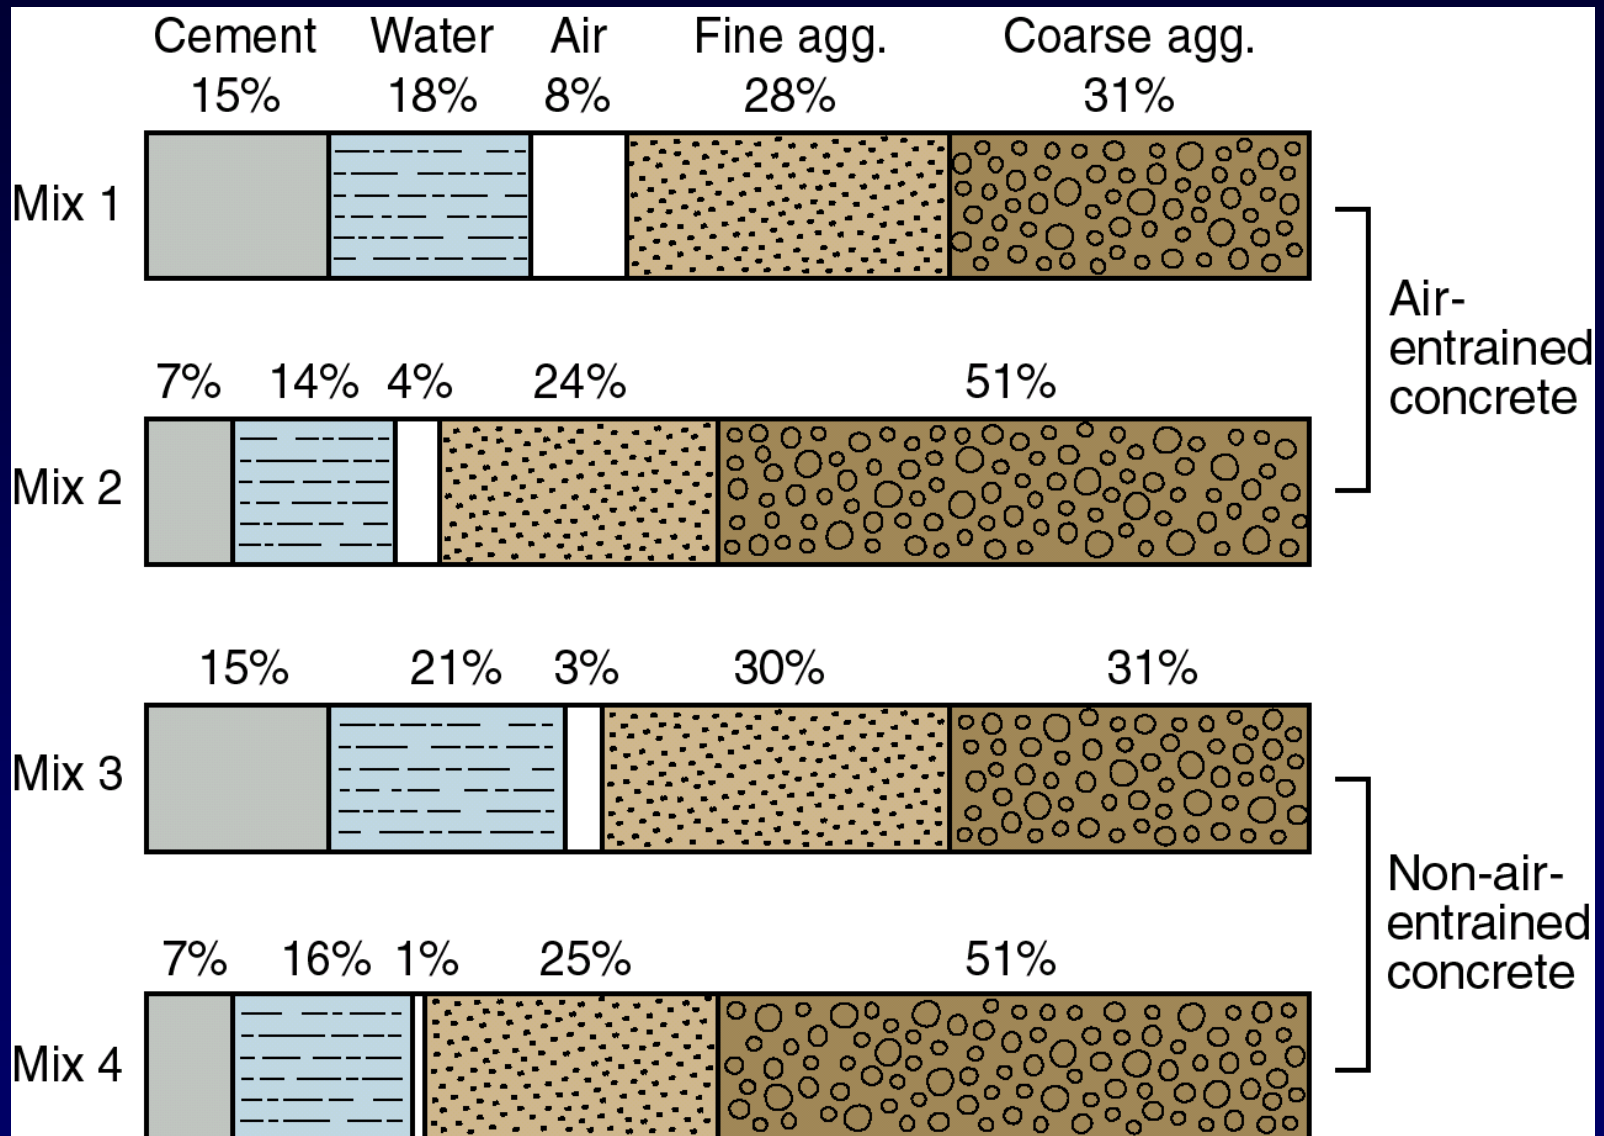 Cement Water Air Fine agg. Coarse agg.
15% 18% 8% 28% 31%
Mix 1
Air-
entrained
concrete
7% 14% 4% 24% 51%
Mix 2
15% 21% 3% 30% 31%
Mix 3
Non-air-
entrained
concrete
7% 16% 1% 25% 51%
Mix 4